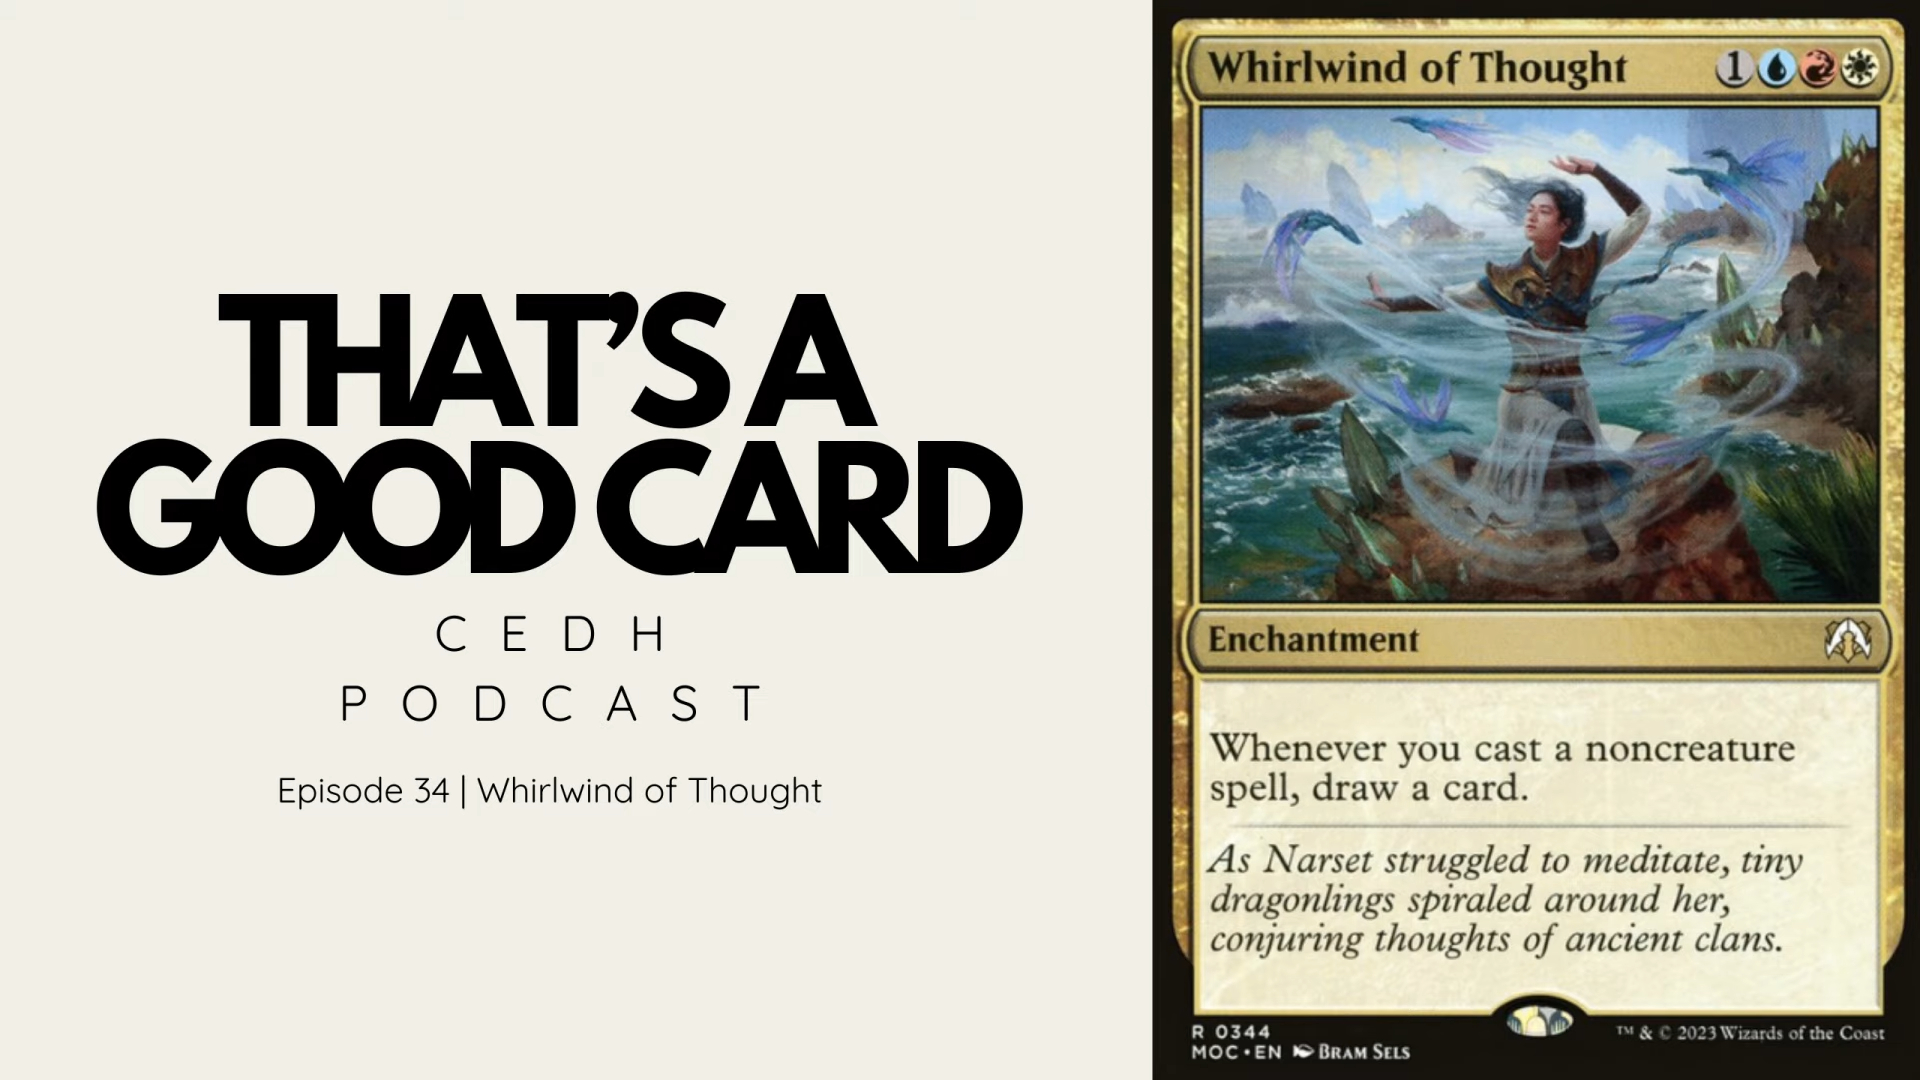 THAT'S A
GOOD CARD
CEDH
PODCAST
Episode 34 | Whirlwind of Thought
Whirlwind of Thought 1
Enchantment
Whenever you cast a noncreature
spell, draw a card.
As Narset struggled to meditate, tiny
dragonlings spiraled around her,
conjuring thoughts of ancient clans.
R 0344
MOC • EN BRAM SELS
™ & © 2023 Wizards of the Coast